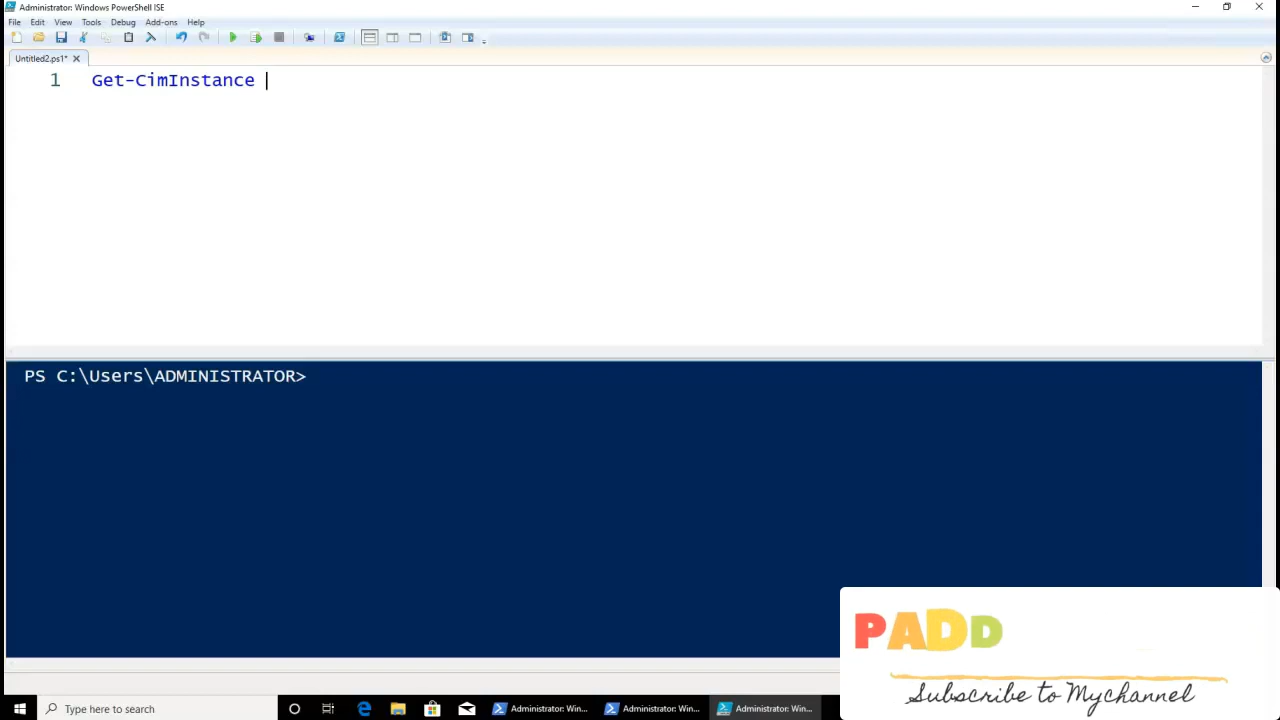 Administrator: Windows PowerShell ISE
File Edit View Tools Debug Add-ons Help
Untitled2.ps1* X
1 Get-CimInstance
PS C:\Users\ADMINISTRATOR>
PADD
Subscribe to Mychannel
Type here to search
Administrator: Win...
Administrator: Win...
Administrator: Win...